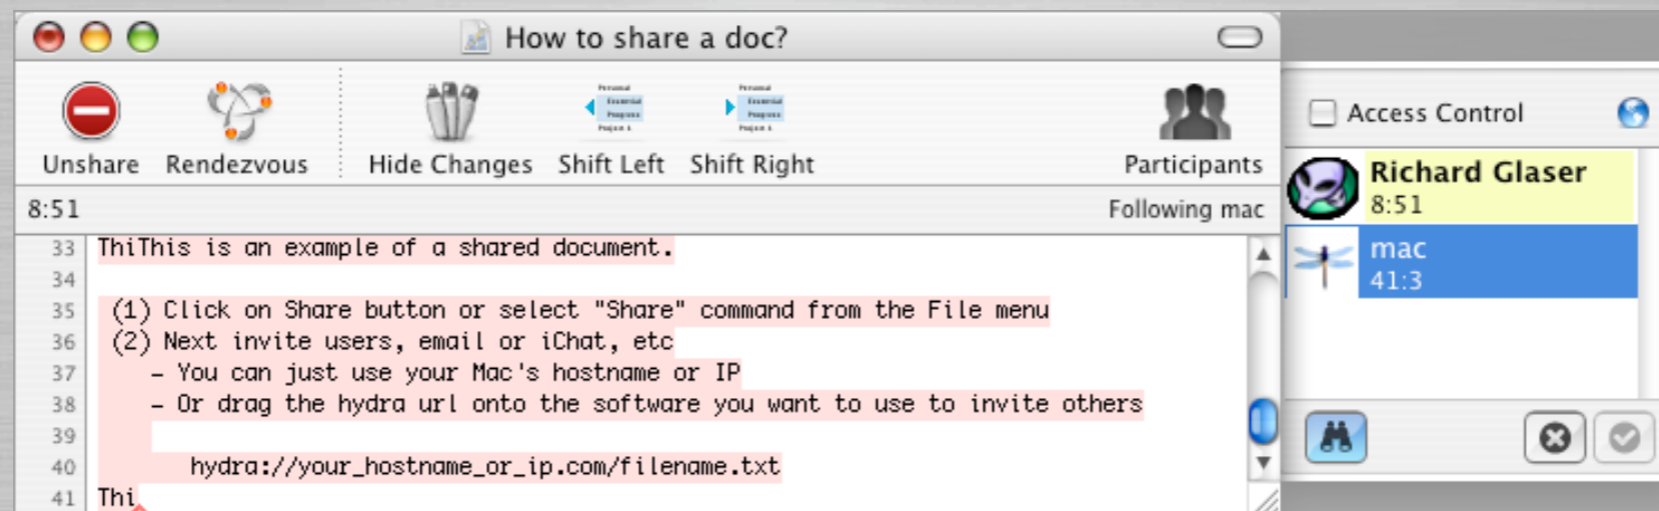 How to share a doc?
Unshare Rendezvous Hide Changes Shift Left Shift Right Participants
8:51 Following mac
33 ThiThis is an example of a shared document.
34
35 (1) Click on Share button or select "Share" command from the File menu
36 (2) Next invite users, email or iChat, etc
37 - You can just use your Mac's hostname or IP
38 - Or drag the hydra url onto the software you want to use to invite others
39
40 hydra://your_hostname_or_ip.com/filename.txt
41 Thi
Access Control
Richard Glaser
8:51
mac
41:3